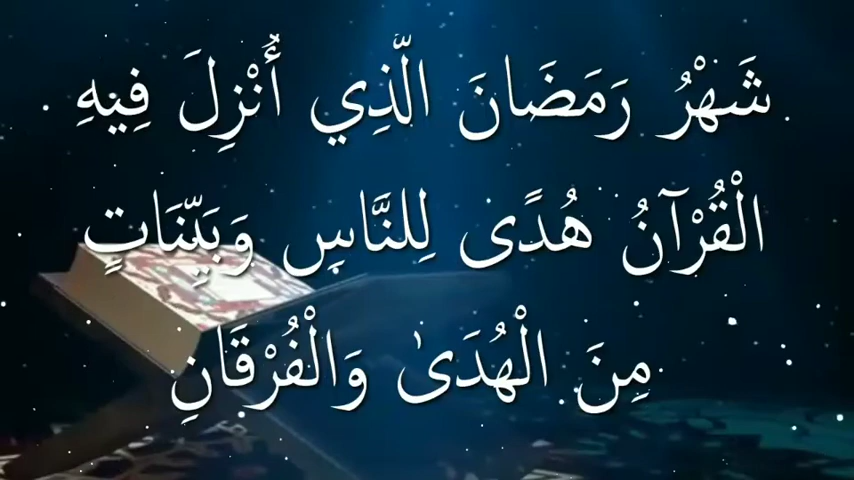 شَهْرُ رَمَضَانَ الَّذِي أُنْزِلَ فِيهِ
الْقُرْآنُ هُدًى لِلنَّاسِ وَبَيِّنَاتٍ
مِنَ الْهُدَىٰ وَالْفُرْقَانِ